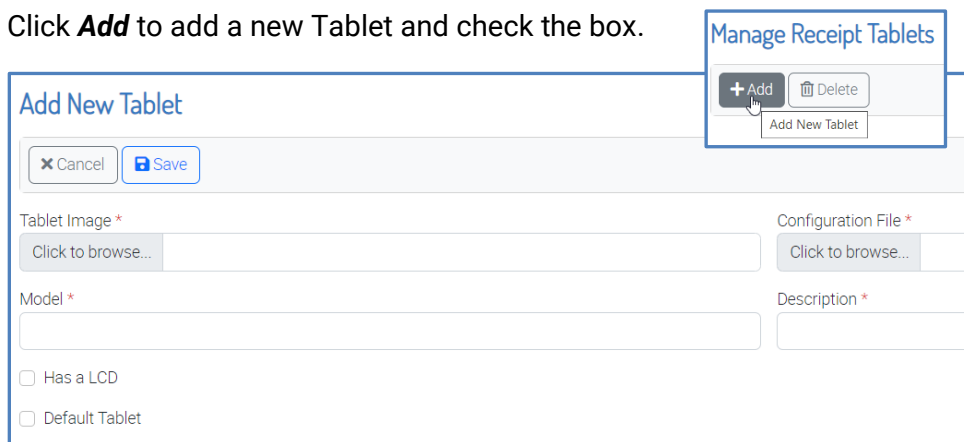 Click Add to add a new Tablet and check the box.
Manage Receipt Tablets
Add Delete
Add New Tablet
Add New Tablet
Cancel Save
Tablet Image * Configuration File *
Click to browse... Click to browse...
Model * Description *
Has a LCD
Default Tablet